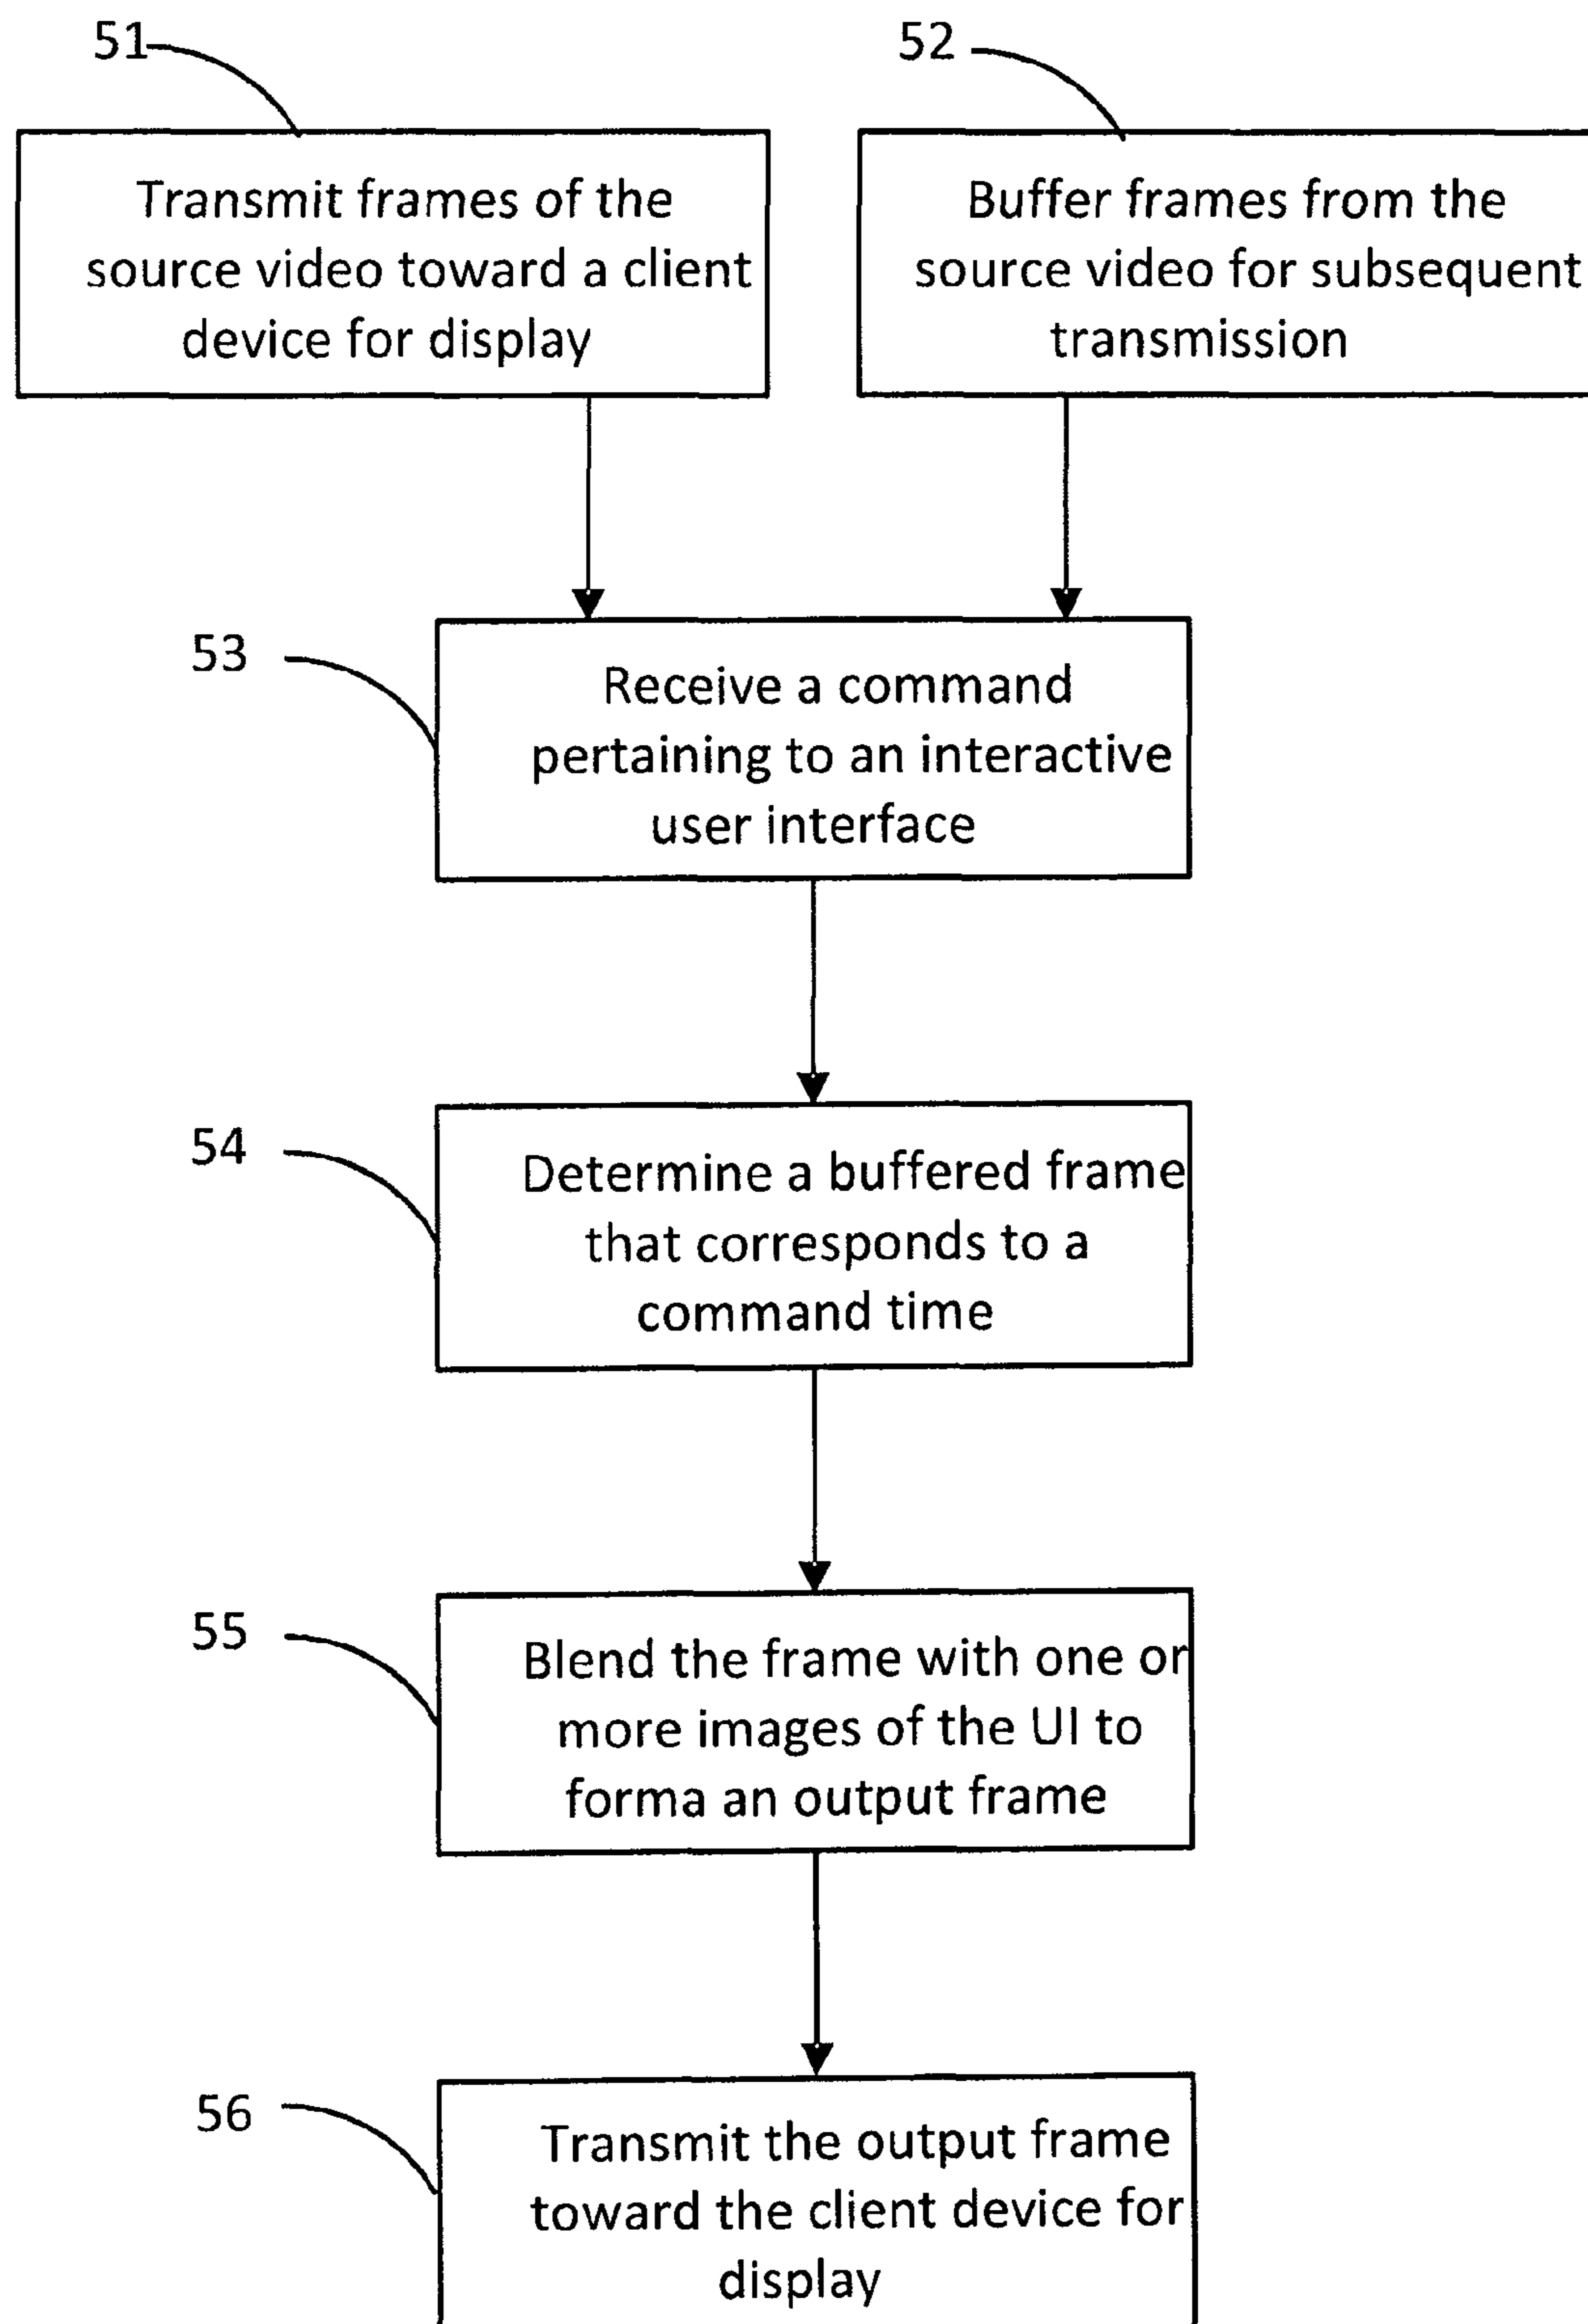 51
52
Transmit frames of the
source video toward a client
device for display
Buffer frames from the
source video for subsequent
transmission
53
Receive a command
pertaining to an interactive
user interface
54
Determine a buffered frame
that corresponds to a
command time
55
Blend the frame with one or
more images of the UI to
forma an output frame
56
Transmit the output frame
toward the client device for
display